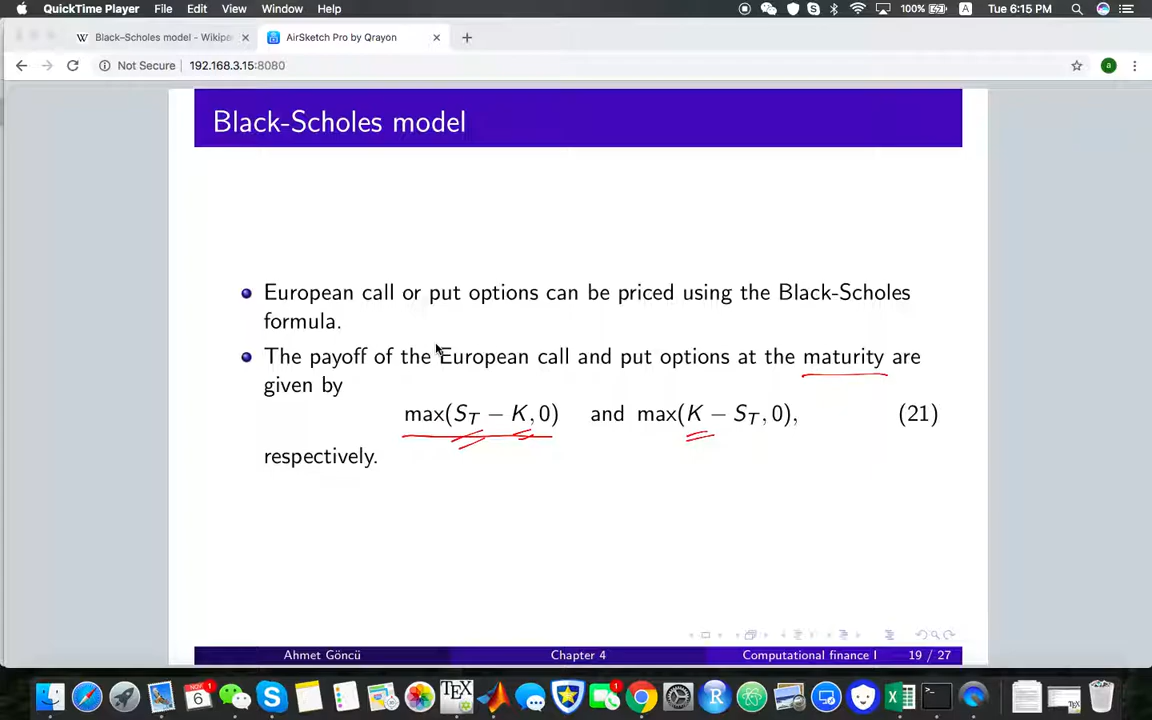 QuickTime Player File Edit View Window Help 100% A Tue 6:15 PM
W Black–Scholes model - Wikipe AirSketch Pro by Qrayon
Not Secure 192.168.3.15:8080 a
Black-Scholes model
European call or put options can be priced using the Black-Scholes
formula.
The payoff of the European call and put options at the maturity are
given by
max(S_T − K, 0) and max(K − S_T, 0), (21)
respectively.
Ahmet Göncü Chapter 4 Computational finance I 19 / 27